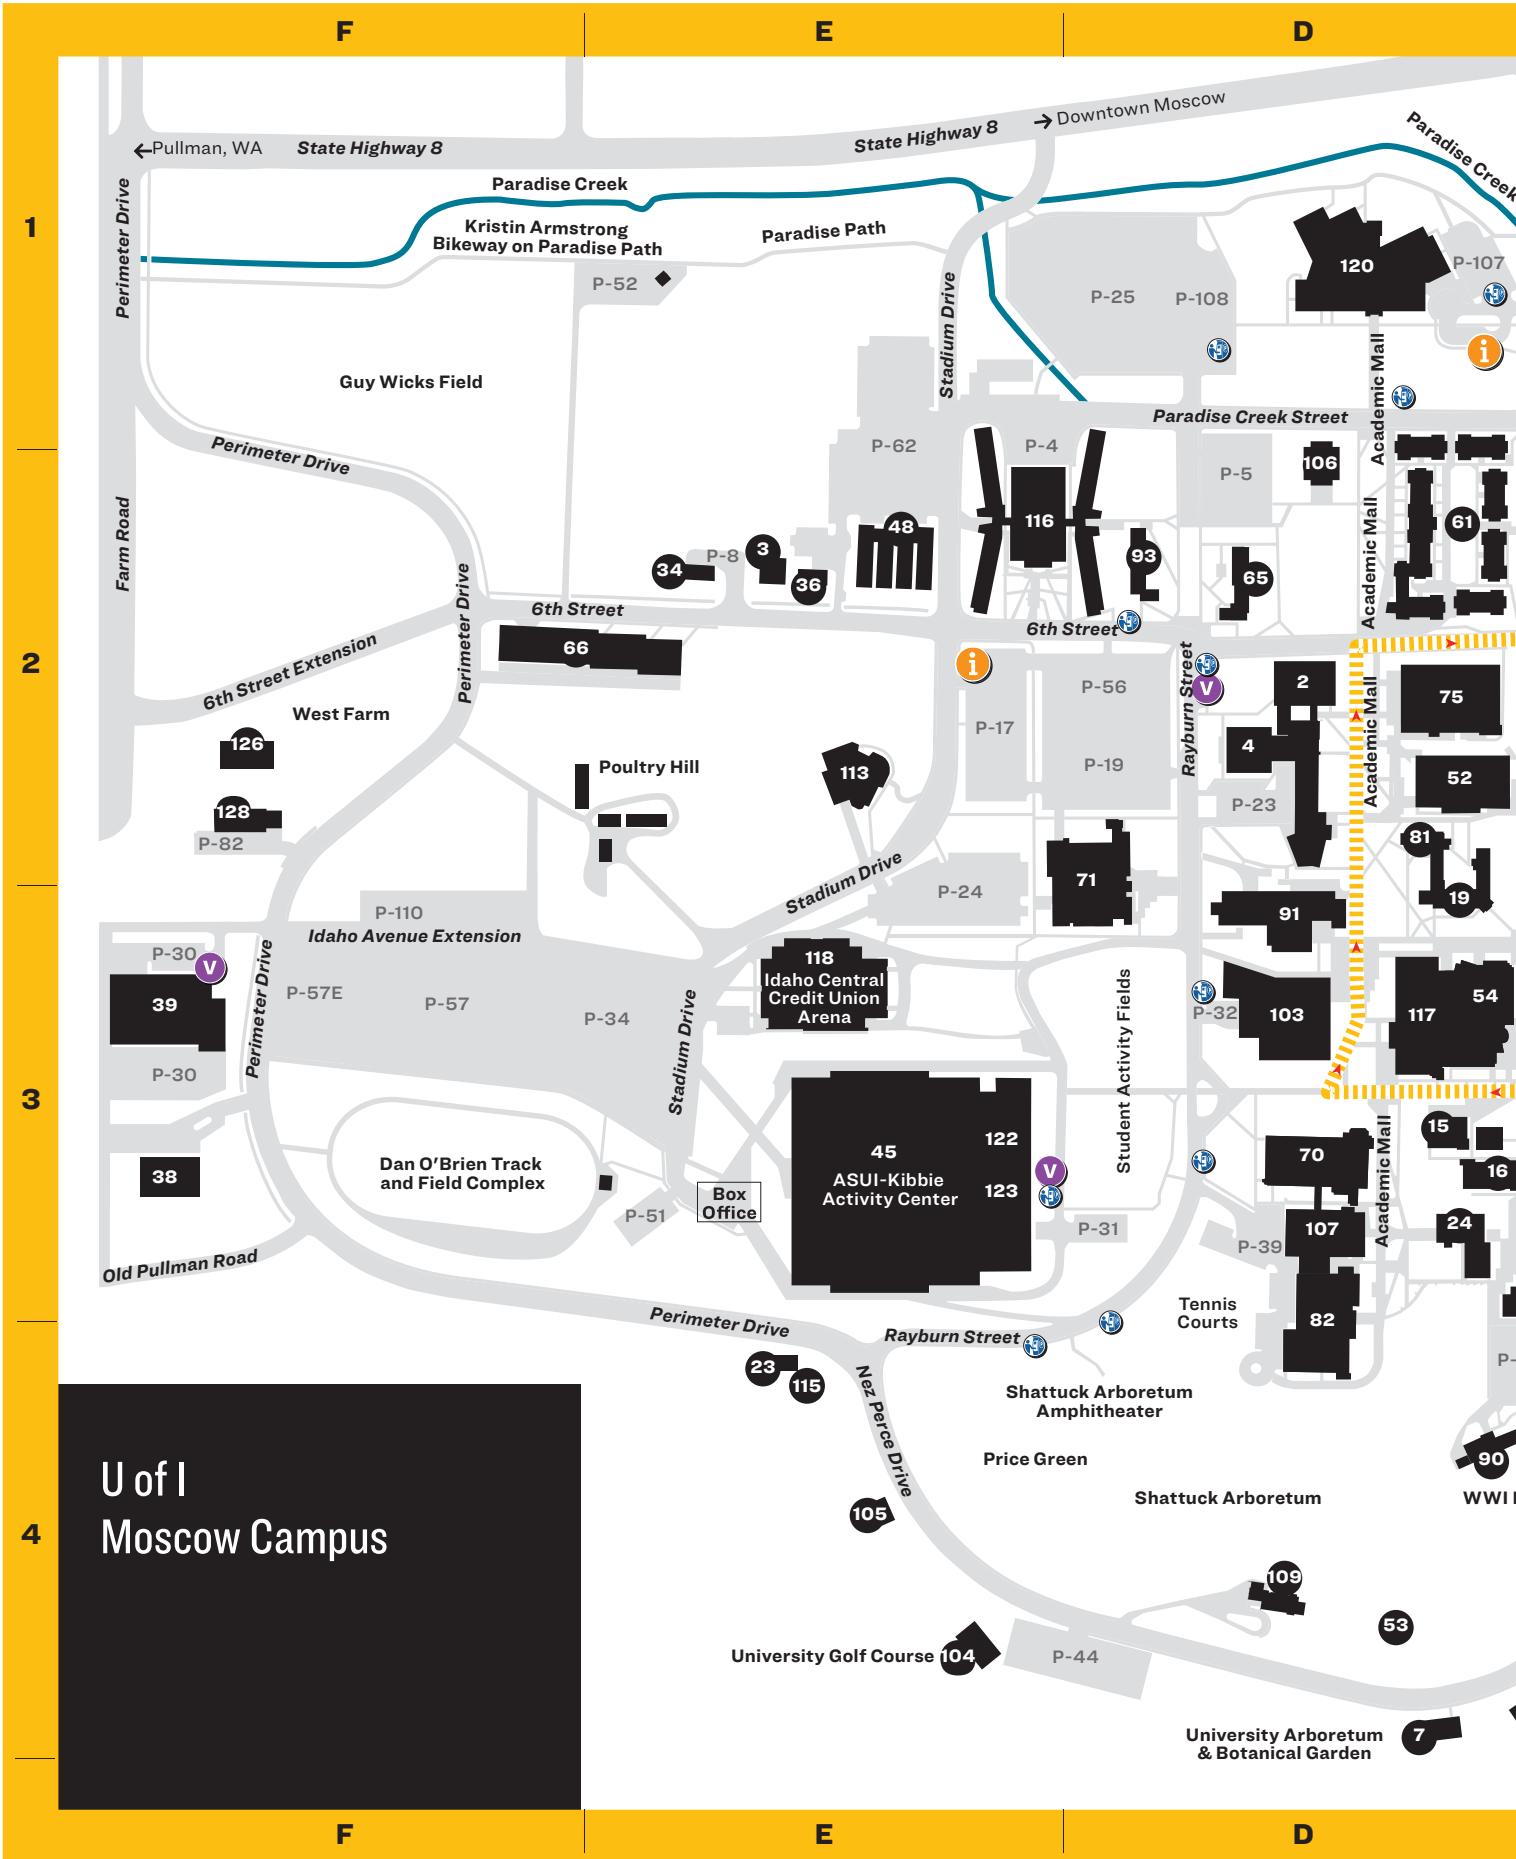 F E D
Downtown Moscow
Paradise Creek
State Highway 8
Pullman, WA
State Highway 8
Paradise Creek
Perimeter Drive
1
Kristin Armstrong
Bikeway on Paradise Path
Paradise Path
120
P-107
P-52
Stadium Drive
P-25
P-108
i
Academic Mall
Guy Wicks Field
Paradise Creek Street
Perimeter Drive
P-62
P-4
106
P-5
Farm Road
Academic Mall
116
48
61
3
P-8
34
36
93
65
Perimeter Drive
6th Street
6th Street
66
2
6th Street Extension
i
Rayburn Street
V
P-56
2
75
Academic Mall
West Farm
P-17
126
4
Poultry Hill
113
P-19
52
P-23
128
P-82
81
Stadium Drive
71
P-24
19
P-110
Idaho Avenue Extension
91
P-30
V
118
Idaho Central
Credit Union
Arena
39
P-57E
P-57
P-34
Perimeter Drive
Stadium Drive
Student Activity Fields
P-32
103
117
54
P-30
3
15
45
ASUI-Kibbie
Activity Center
122
123
V
70
16
Dan O'Brien Track
and Field Complex
38
Box
Office
P-51
Academic Mall
P-31
107
24
P-39
Old Pullman Road
Tennis
Courts
82
Perimeter Drive
Rayburn Street
P-
23
115
Nez Perce Drive
Shattuck Arboretum
Amphitheater
Price Green
90
U of I
Moscow Campus
Shattuck Arboretum
WWI
105
4
109
53
University Golf Course
104
P-44
University Arboretum
& Botanical Garden
7
F E D